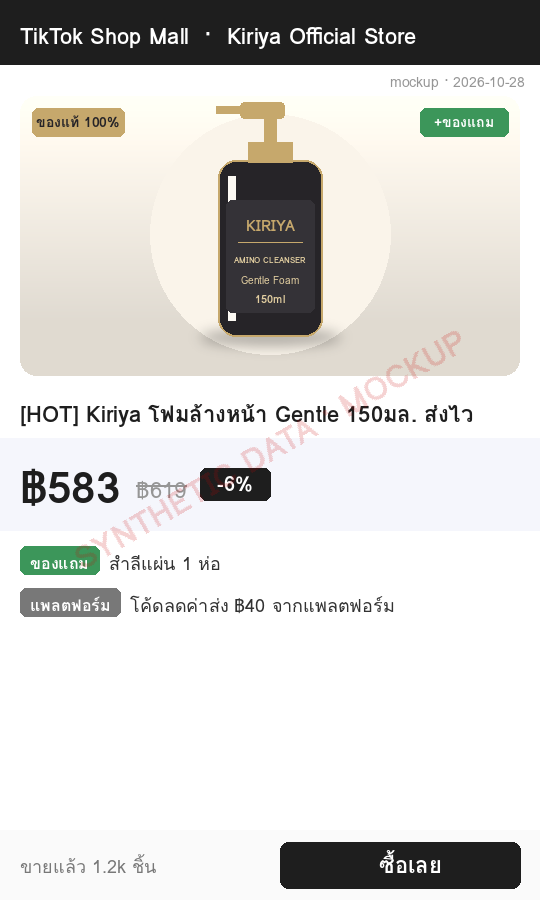 TikTok Shop Mall · Kiriya Official Store
mockup · 2026-10-28
ของแท้ 100%
+ของแถม
KIRIYA
AMINO CLEANSER
Gentle Foam
150ml
[HOT] Kiriya โฟมล้างหน้า Gentle 150มล. ส่งไว
฿583 ฿619 -6%
ของแถม สำลีแผ่น 1 ห่อ
แพลตฟอร์ม โค้ดลดค่าส่ง ฿40 จากแพลตฟอร์ม
SYNTHETIC DATA · MOCKUP
ขายแล้ว 1.2k ชิ้น
ซื้อเลย